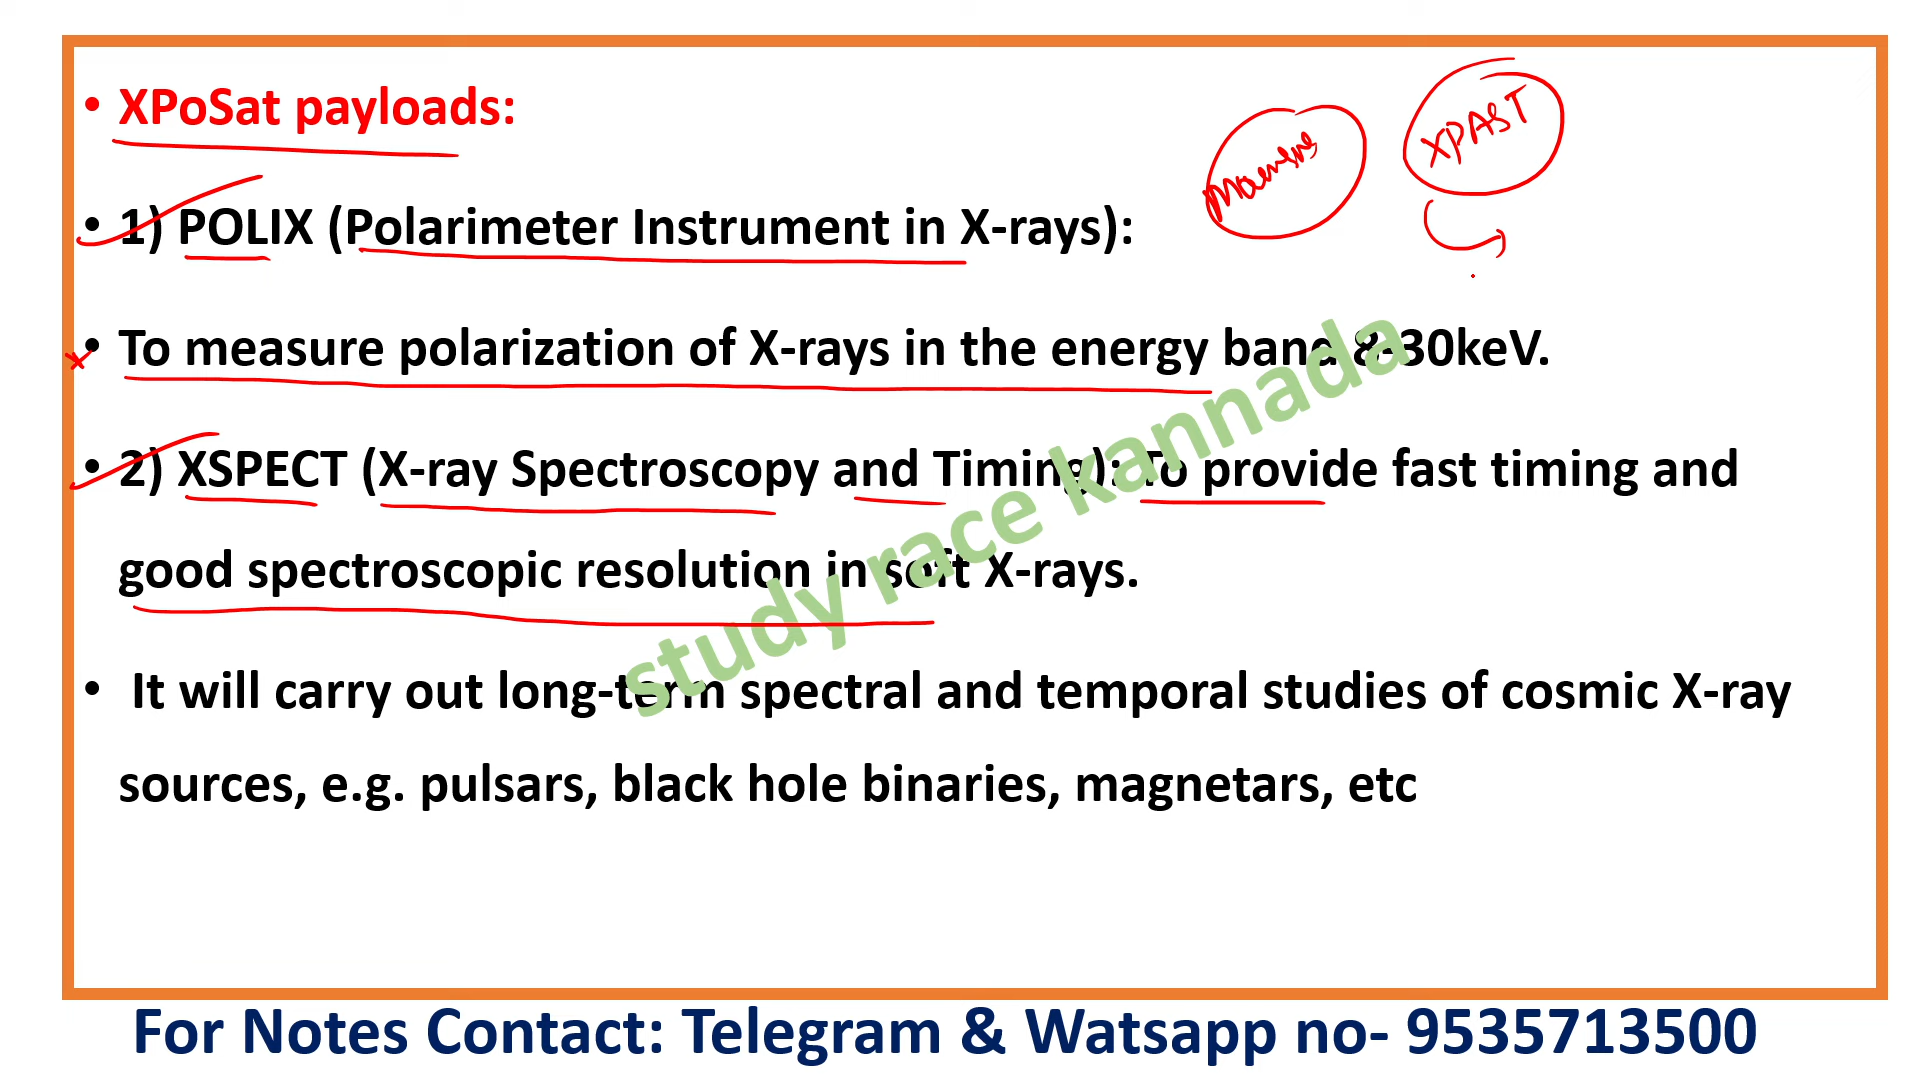 • XPoSat payloads:
XPAST
• 1) POLIX (Polarimeter Instrument in X-rays):
• To measure polarization of X-rays in the energy band 8-30keV.
• 2) XSPECT (X-ray Spectroscopy and Timing): To provide fast timing and
good spectroscopic resolution in soft X-rays.
• It will carry out long-term spectral and temporal studies of cosmic X-ray
sources, e.g. pulsars, black hole binaries, magnetars, etc
study race kannada
For Notes Contact: Telegram & Watsapp no- 9535713500